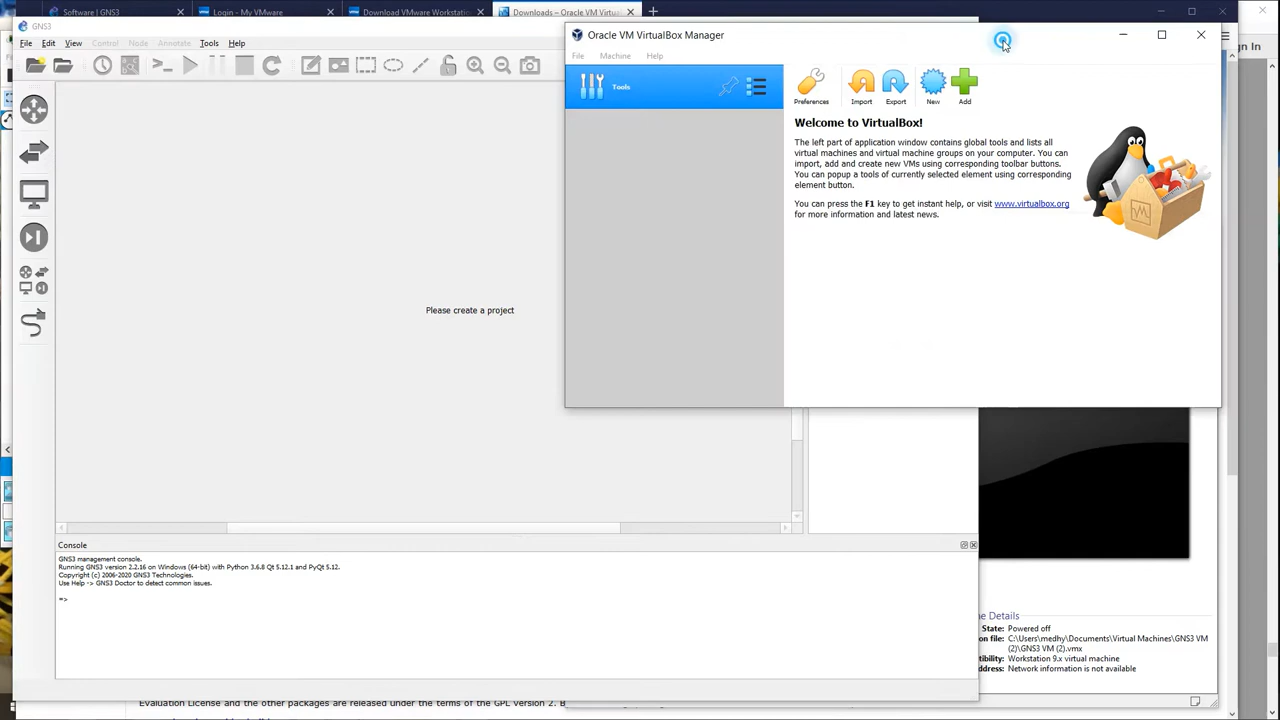 Software | GNS3
Login - My VMware
Download VMware Workstatio
Downloads – Oracle VM Virtu
GNS3
File Edit View Control Node Annotate Tools Help
Oracle VM VirtualBox Manager
File Machine Help
Tools
Preferences Import Export New Add
Welcome to VirtualBox!
The left part of application window contains global tools and lists all
virtual machines and virtual machine groups on your computer. You can
import, add and create new VMs using corresponding toolbar buttons.
You can popup a tools of currently selected element using corresponding
element button.
You can press the F1 key to get instant help, or visit www.virtualbox.org
for more information and latest news.
n In
Please create a project
Console
GNS3 management console.
Running GNS3 version 2.2.16 on Windows (64-bit) with Python 3.6.8 Qt 5.12.1 and PyQt 5.12.
Copyright (c) 2006-2020 GNS3 Technologies.
Use Help -> GNS3 Doctor to detect common issues.
=>
ne Details
State: Powered off
on file: C:\Users\medhy\Documents\Virtual Machines\GNS3 VM
(2)\GNS3 VM (2).vmx
tibility: Workstation 9.x virtual machine
Address: Network information is not available
Evaluation License and the other packages are released under the terms of the GPL version 2. B